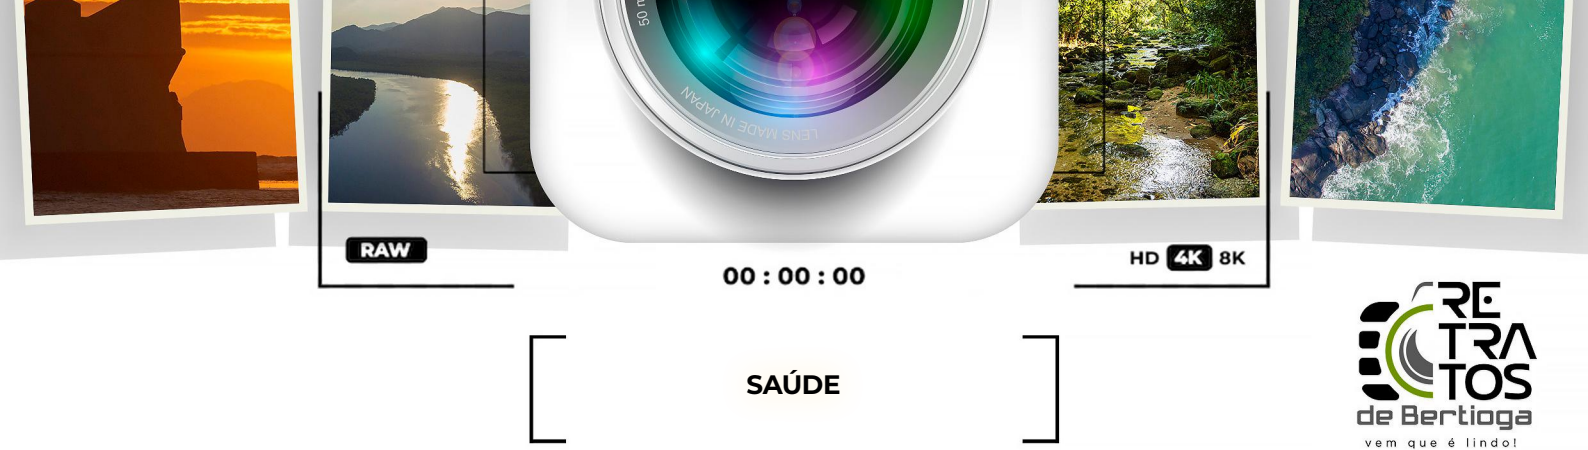 50 m
LENS MADE IN JAPAN
RAW
HD 4K 8K
00 : 00 : 00
SAÚDE
RE
TRA
TOS
de Bertioga
vem que é lindo!